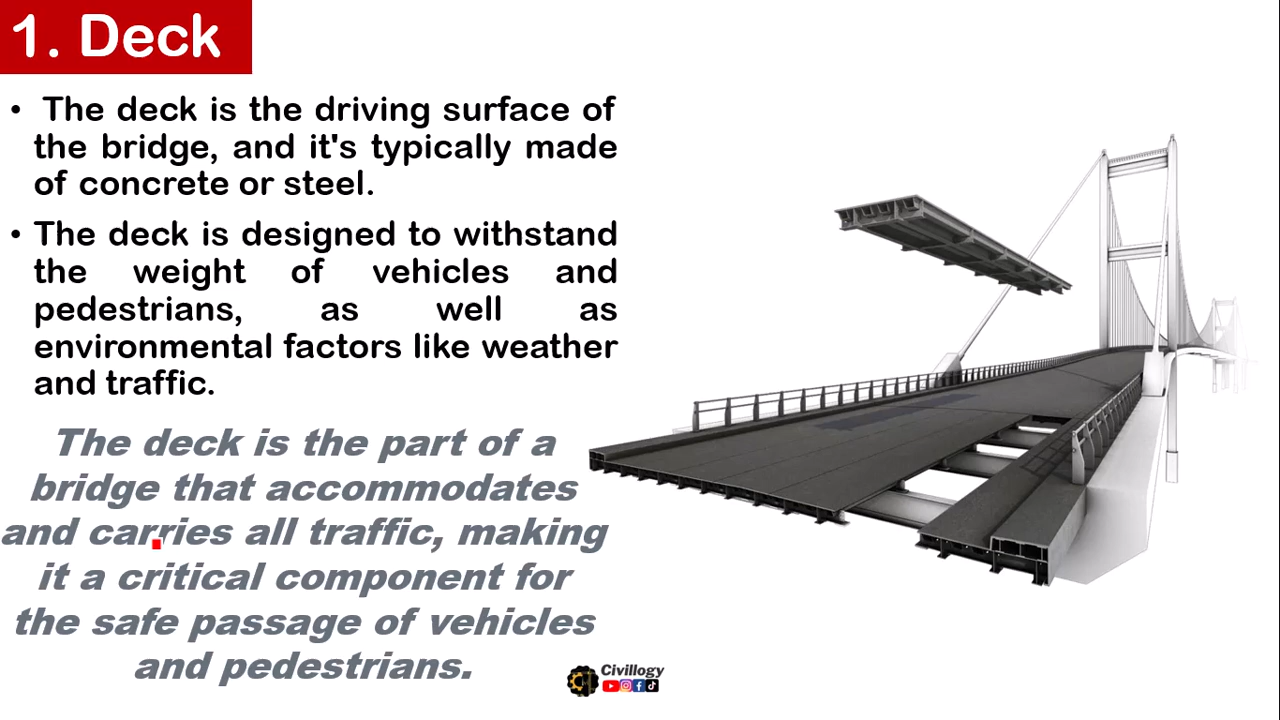 1. Deck
• The deck is the driving surface of
the bridge, and it's typically made
of concrete or steel.
• The deck is designed to withstand
the weight of vehicles and
pedestrians, as well as
environmental factors like weather
and traffic.
The deck is the part of a
bridge that accommodates
and carries all traffic, making
it a critical component for
the safe passage of vehicles
and pedestrians.
Civillogy